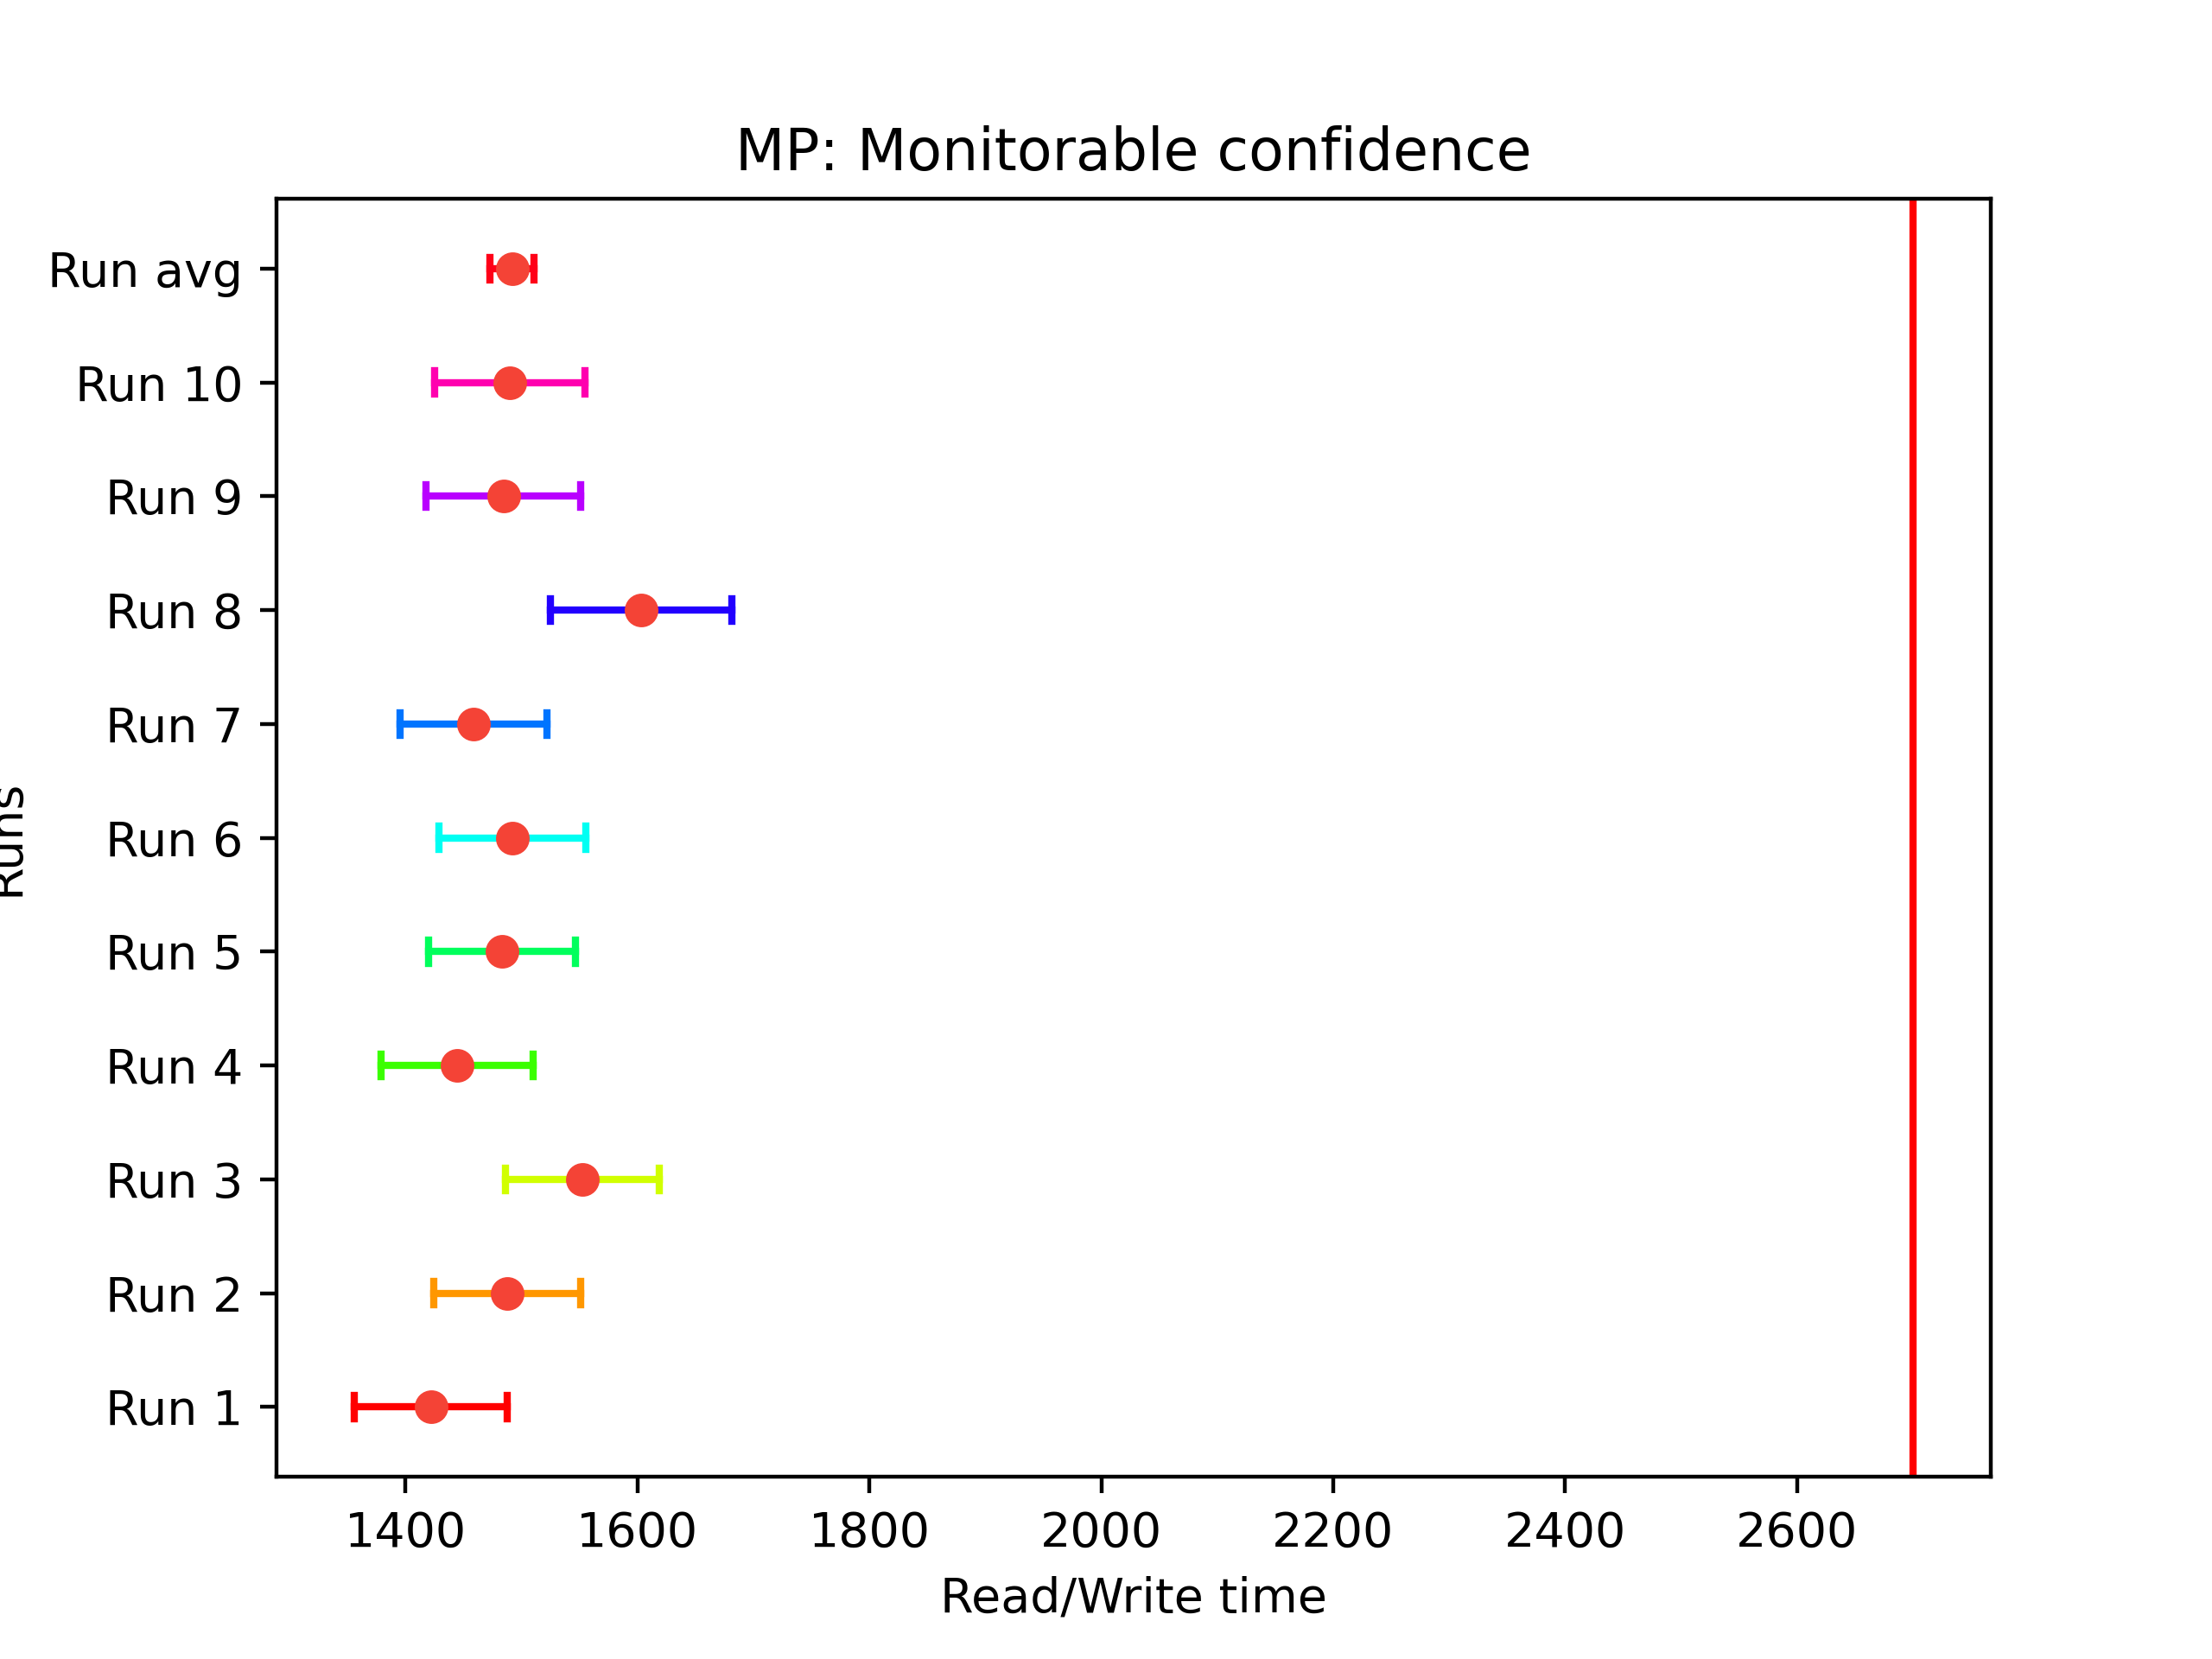 MP: Monitorable confidence
Run avg
Run 10
Run 9
Run 8
Run 7
Run 6
Run 5
Run 4
Run 3
Run 2
Run 1
Runs
1400 1600 1800 2000 2200 2400 2600
Read/Write time